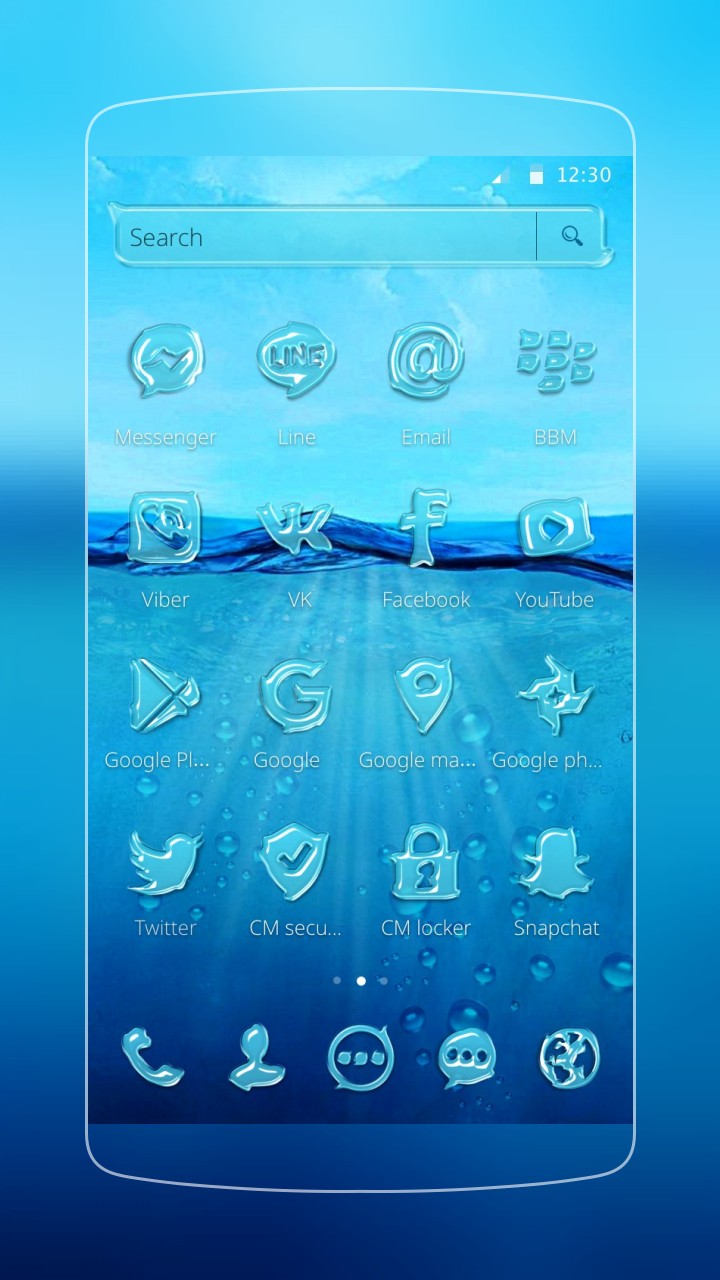 12:30
Search
LINE
Messenger Line Email BBM
Viber VK Facebook YouTube
Google Pl... Google Google ma... Google ph...
Twitter CM secu... CM locker Snapchat